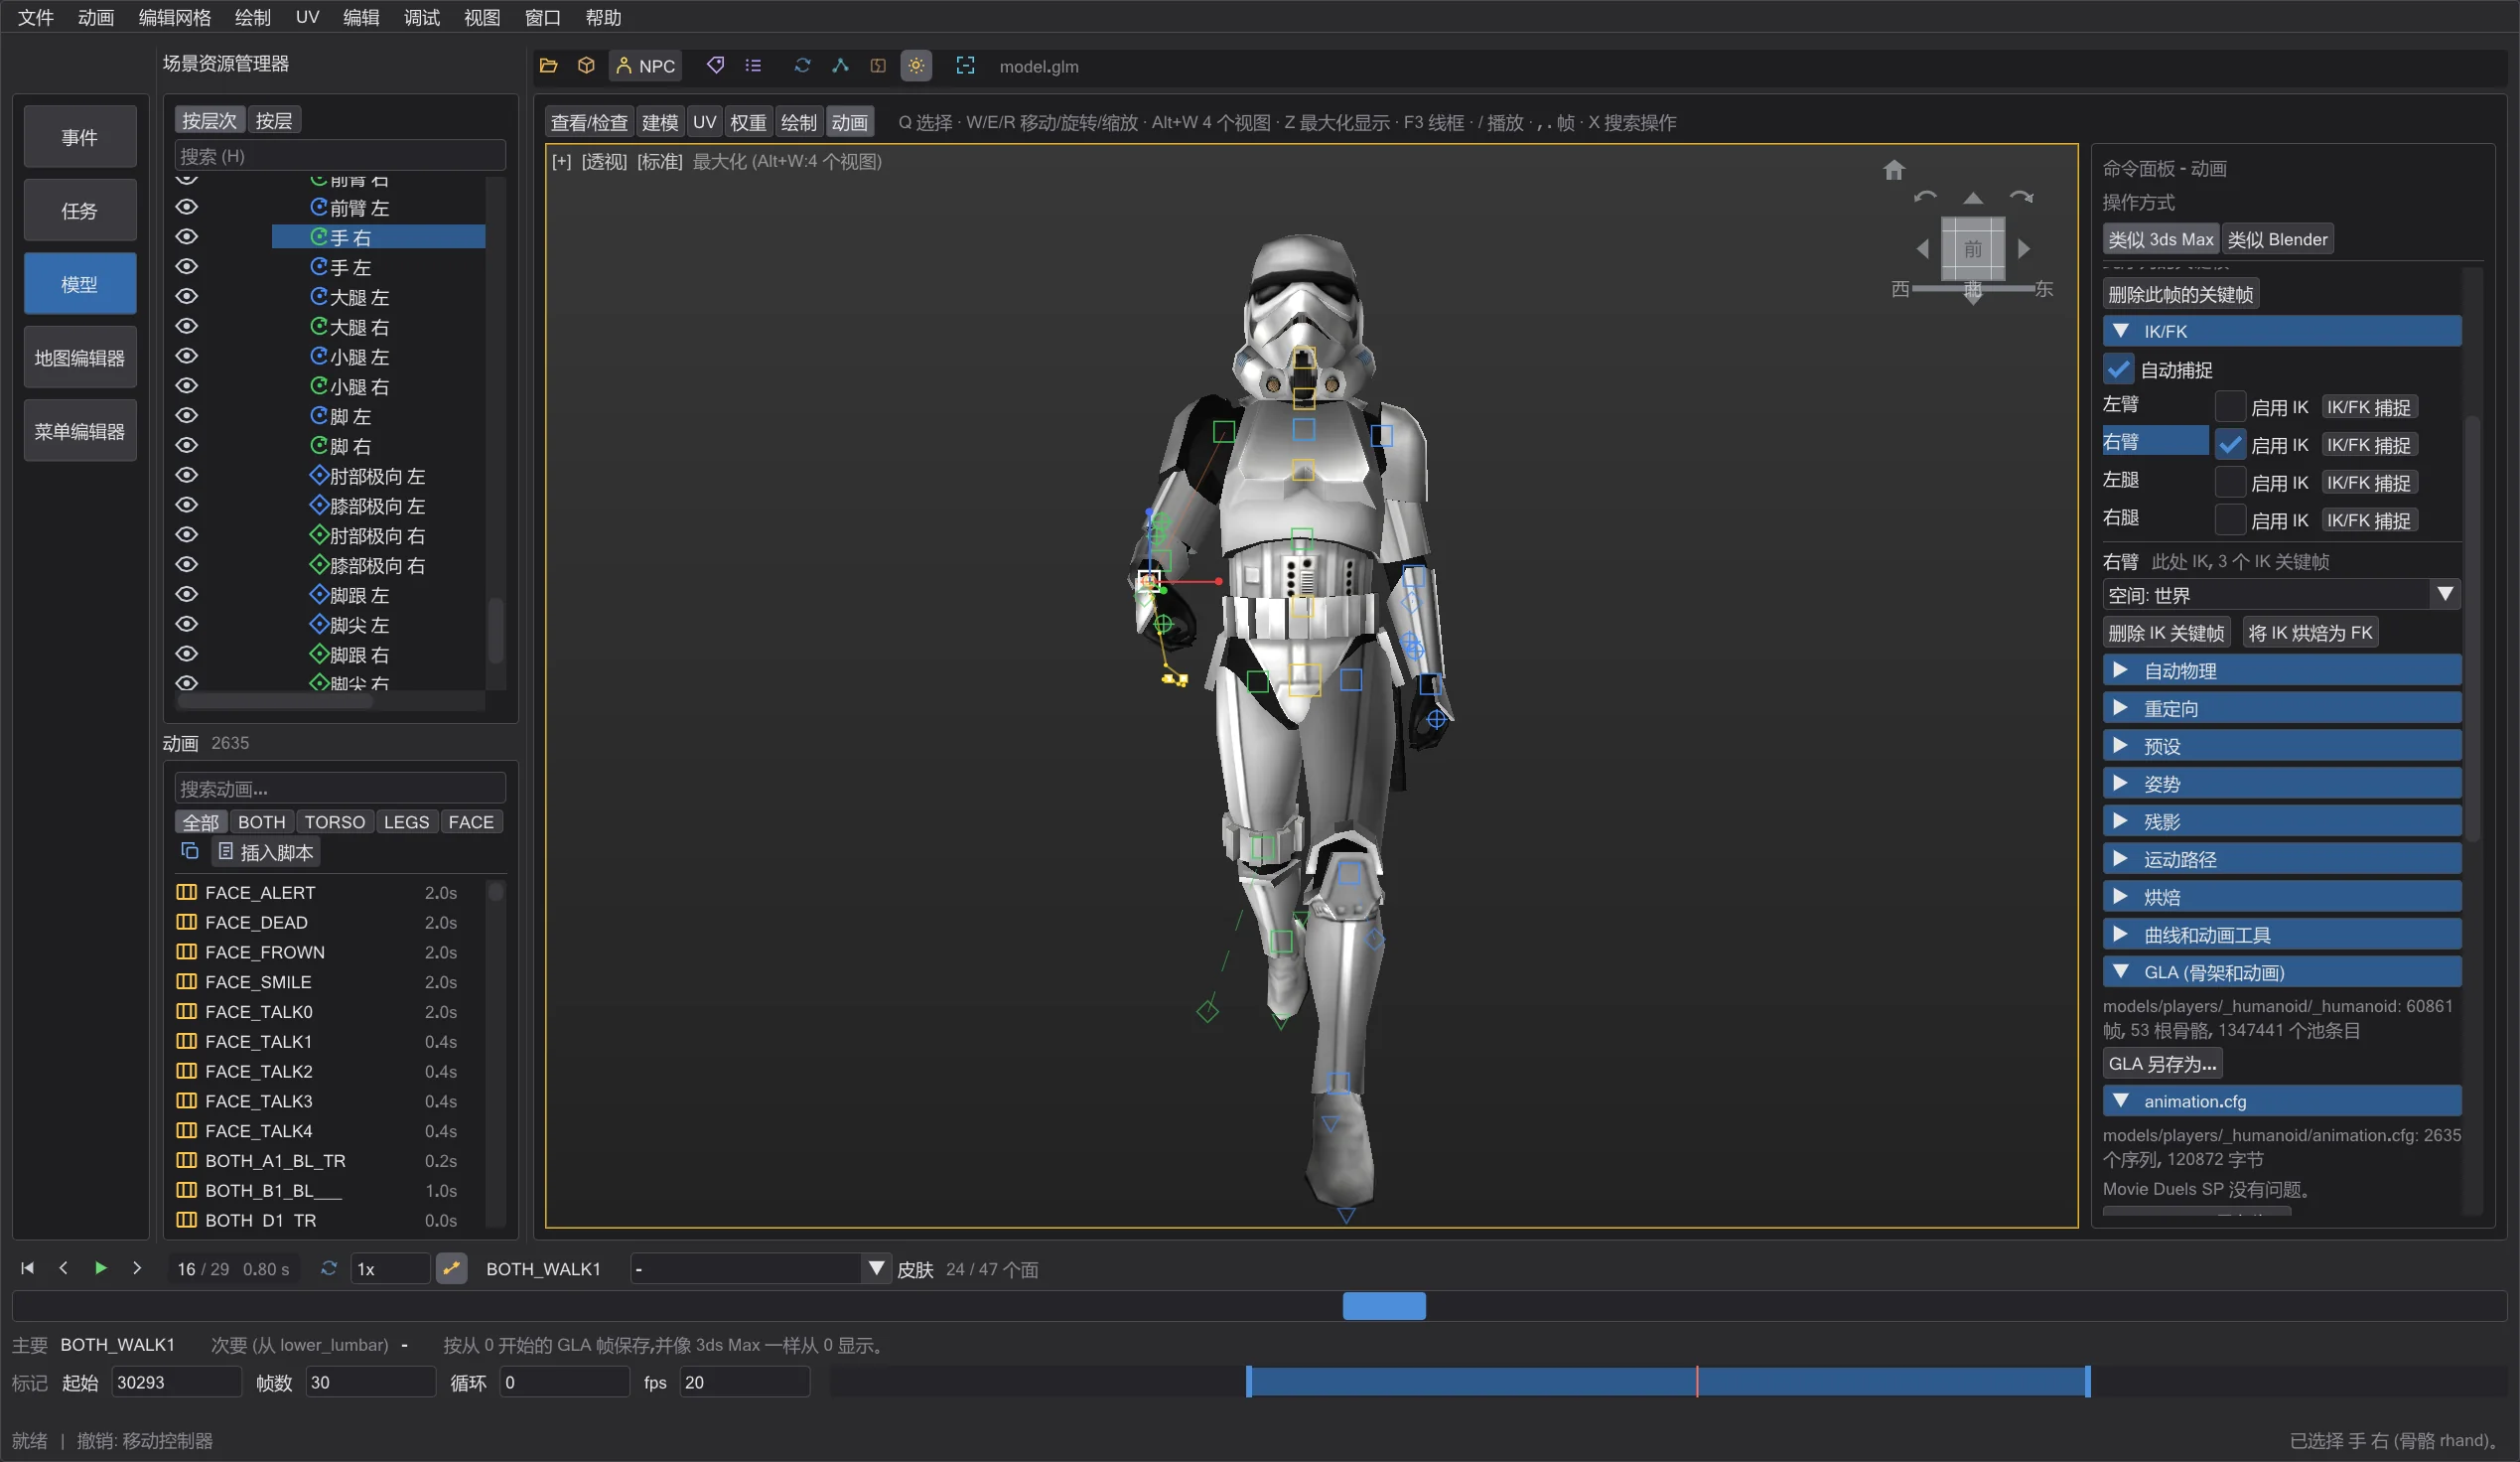 文件 动画 编辑网格 绘制 UV 编辑 调试 视图 窗口 帮助
场景资源管理器
NPC
model.glm
事件
任务
模型
地图编辑器
菜单编辑器
按层次 按层
搜索 (H)
前臂 右
前臂 左
手 右
手 左
大腿 左
大腿 右
小腿 左
小腿 右
脚 左
脚 右
肘部极向 左
膝部极向 左
肘部极向 右
膝部极向 右
脚跟 左
脚尖 左
脚跟 右
脚尖 右
动画 2635
搜索动画...
全部 BOTH TORSO LEGS FACE
插入脚本
FACE_ALERT 2.0s
FACE_DEAD 2.0s
FACE_FROWN 2.0s
FACE_SMILE 2.0s
FACE_TALK0 2.0s
FACE_TALK1 0.4s
FACE_TALK2 0.4s
FACE_TALK3 0.4s
FACE_TALK4 0.4s
BOTH_A1_BL_TR 0.2s
BOTH_B1_BL___ 1.0s
BOTH_D1_TR 0.0s
查看/检查 建模 UV 权重 绘制 动画 Q 选择 · W/E/R 移动/旋转/缩放 · Alt+W 4 个视图 · Z 最大化显示 · F3 线框 · / 播放 · , . 帧 · X 搜索操作
[+] [透视] [标准] 最大化 (Alt+W:4 个视图)
前
西 北 东
命令面板 - 动画
操作方式
类似 3ds Max 类似 Blender
删除此帧的关键帧
IK/FK
自动捕捉
左臂 启用 IK IK/FK 捕捉
右臂 启用 IK IK/FK 捕捉
左腿 启用 IK IK/FK 捕捉
右腿 启用 IK IK/FK 捕捉
右臂 此处 IK, 3 个 IK 关键帧
空间: 世界
删除 IK 关键帧 将 IK 烘焙为 FK
自动物理
重定向
预设
姿势
残影
运动路径
烘焙
曲线和动画工具
GLA (骨架和动画)
models/players/_humanoid/_humanoid: 60861
帧, 53 根骨骼, 1347441 个池条目
GLA 另存为...
animation.cfg
models/players/_humanoid/animation.cfg: 2635
个序列, 120872 字节
Movie Duels SP 没有问题。
16 / 29 0.80 s 1x BOTH_WALK1 - 皮肤 24 / 47 个面
主要 BOTH_WALK1 次要 (从 lower_lumbar) - 按从 0 开始的 GLA 帧保存,并像 3ds Max 一样从 0 显示。
标记 起始 30293 帧数 30 循环 0 fps 20
就绪 | 撤销: 移动控制器
已选择 手 右 (骨骼 rhand)。